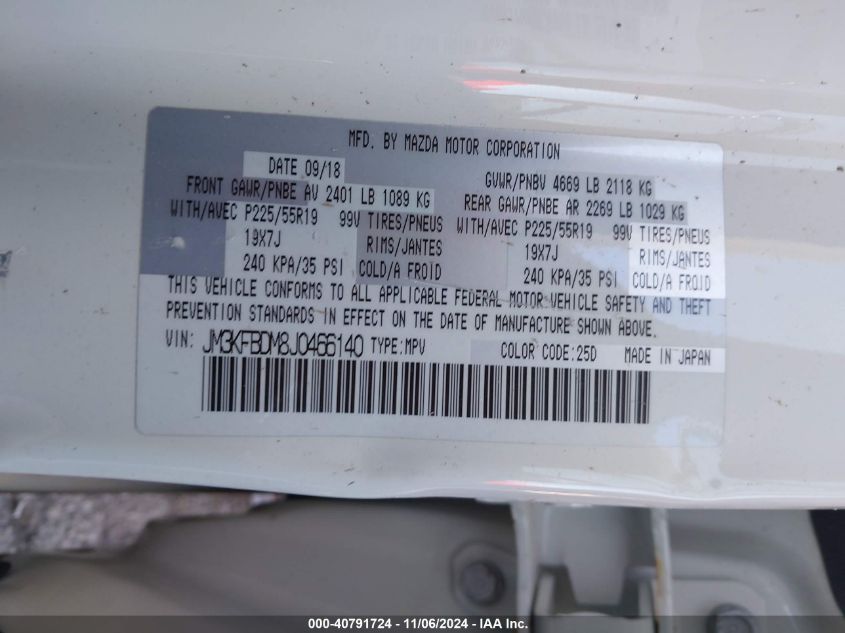 MFD. BY MAZDA MOTOR CORPORATION
DATE 09/18 GVWR/PNBV 4669 LB 2118 KG
FRONT GAWR/PNBE AV 2401 LB 1089 KG REAR GAWR/PNBE AR 2269 LB 1029 KG
WITH/AVEC P225/55R19 99V TIRES/PNEUS WITH/AVEC P225/55R19 99V TIRES/PNEUS
19X7J RIMS/JANTES 19X7J RIMS/JANTES
240 KPA/35 PSI COLD/A FROID 240 KPA/35 PSI COLD/A FROID
THIS VEHICLE CONFORMS TO ALL APPLICABLE FEDERAL MOTOR VEHICLE SAFETY AND THEFT
PREVENTION STANDARDS IN EFFECT ON THE DATE OF MANUFACTURE SHOWN ABOVE.
VIN: JM3KFBDM8J0466140 TYPE:MPV COLOR CODE:25D MADE IN JAPAN
000-40791724 - 11/06/2024 - IAA Inc.